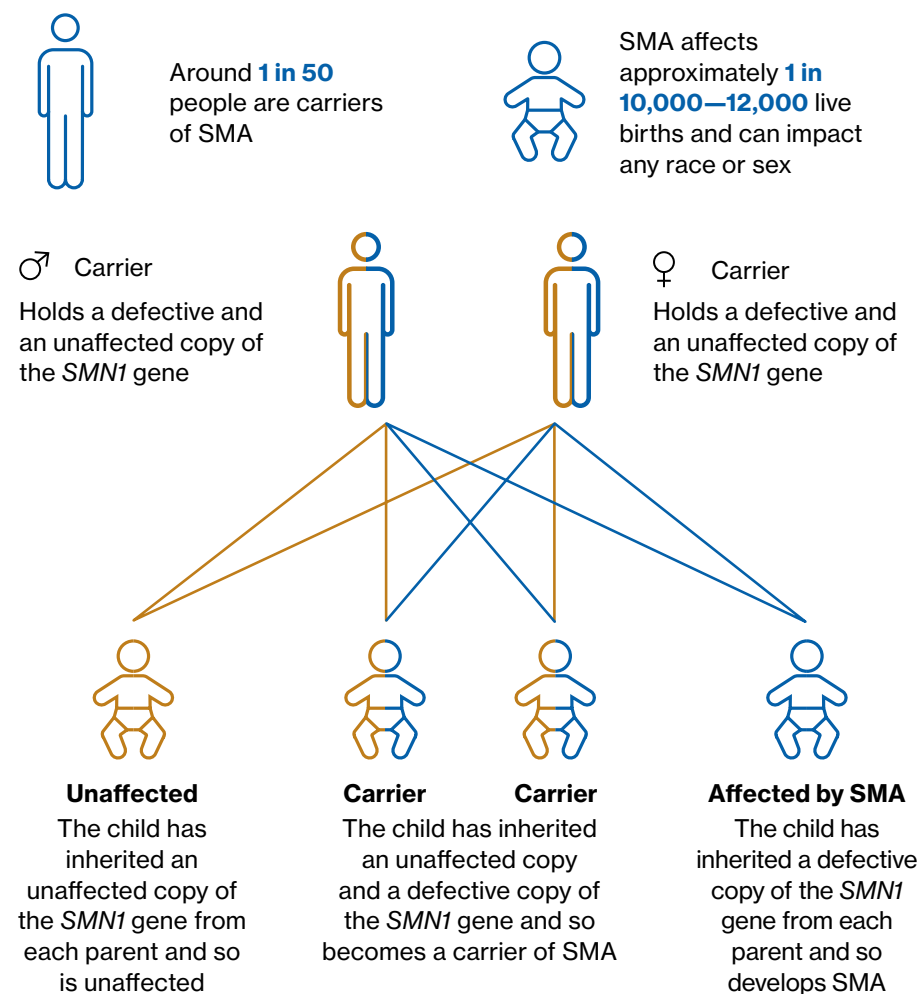 Around 1 in 50
people are carriers
of SMA
SMA affects
approximately 1 in
10,000—12,000 live
births and can impact
any race or sex
Carrier
Holds a defective and
an unaffected copy of
the SMN1 gene
Carrier
Holds a defective and
an unaffected copy of
the SMN1 gene
Unaffected
The child has
inherited an
unaffected copy of
the SMN1 gene from
each parent and so
is unaffected
Carrier Carrier
The child has inherited
an unaffected copy
and a defective copy of
the SMN1 gene and so
becomes a carrier of SMA
Affected by SMA
The child has
inherited a defective
copy of the SMN1
gene from each
parent and so
develops SMA